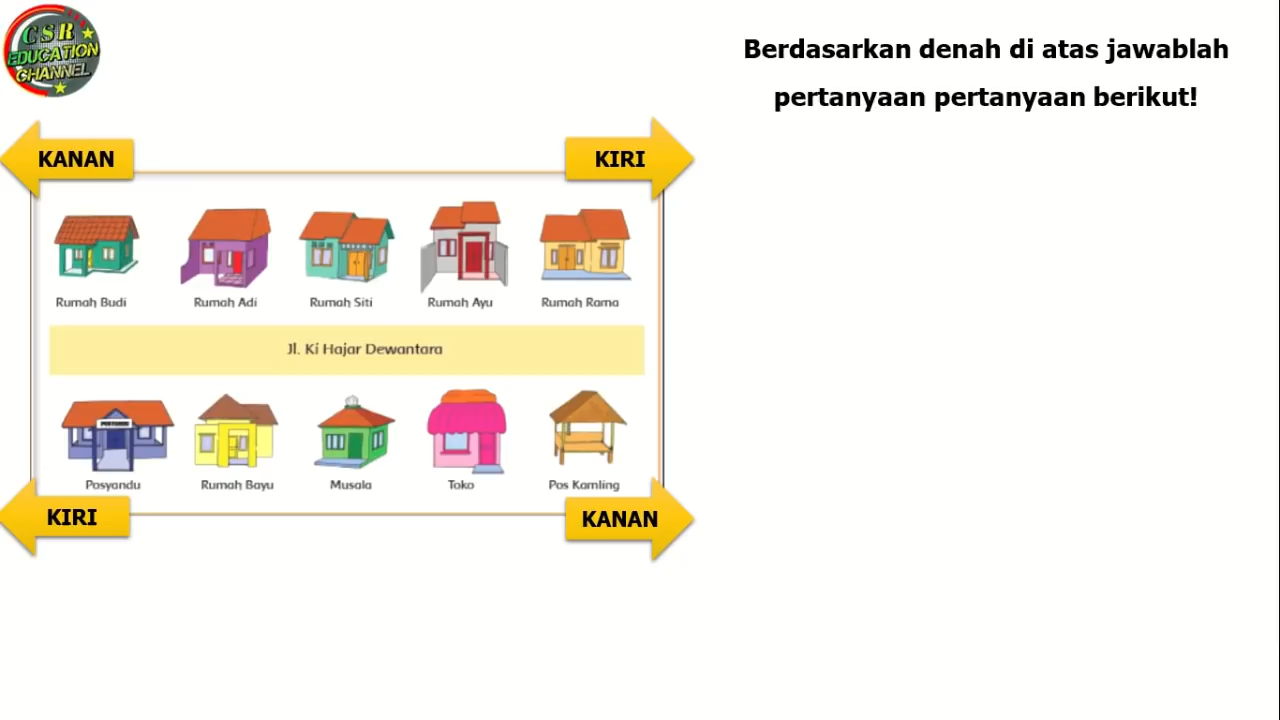 CSR
EDUCATION
CHANNEL
Berdasarkan denah di atas jawablah
pertanyaan pertanyaan berikut!
KANAN
KIRI
Rumah Budi
Rumah Adi
Rumah Siti
Rumah Ayu
Rumah Rama
Jl. Ki Hajar Dewantara
POSYANDU
Posyandu
Rumah Bayu
Musala
Toko
Pos Kamling
KIRI
KANAN